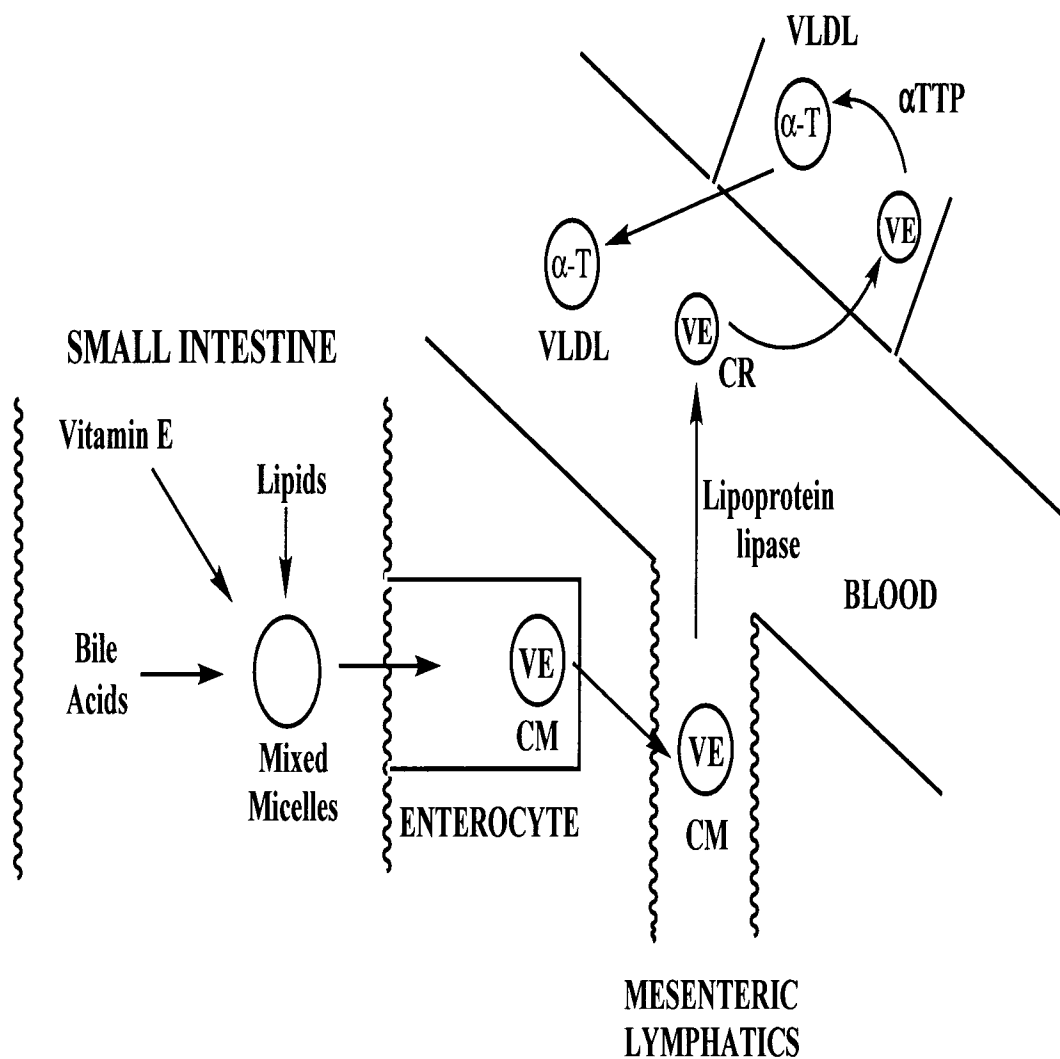 VLDL
αTTP
α-T
VE
α-T
VLDL
VE
CR
SMALL INTESTINE
Vitamin E
Lipids
Lipoprotein
lipase
BLOOD
Bile
Acids
Mixed
Micelles
VE
CM
ENTEROCYTE
VE
CM
MESENTERIC
LYMPHATICS